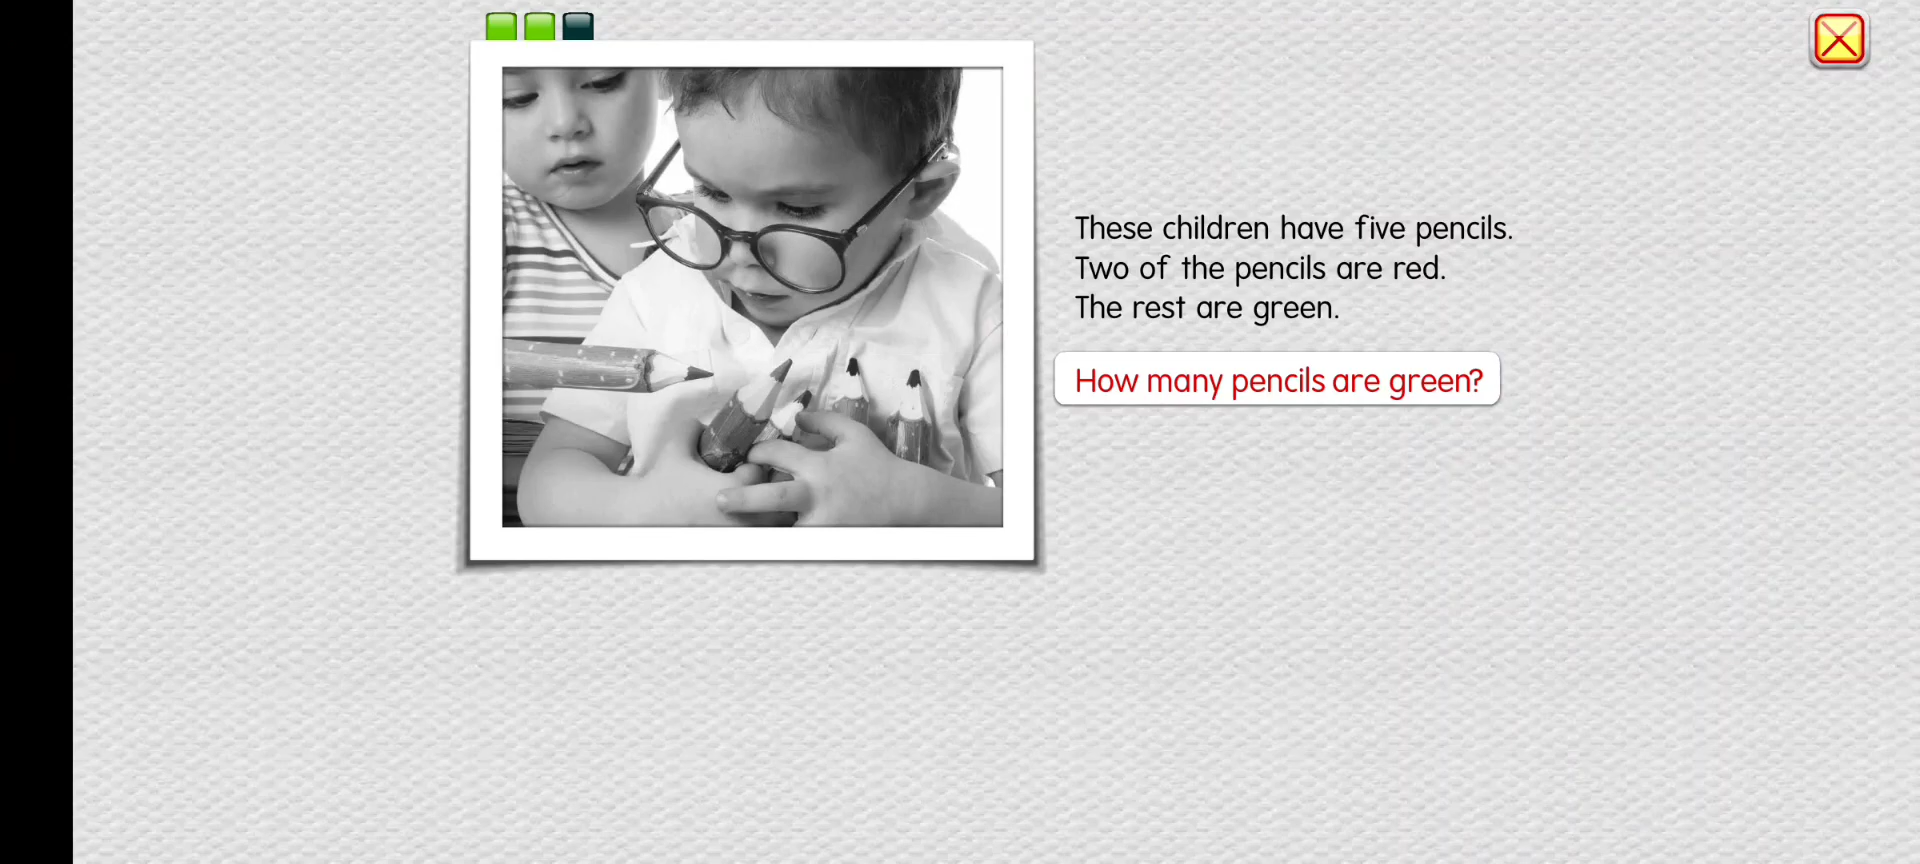 These children have five pencils.
Two of the pencils are red.
The rest are green.
How many pencils are green?